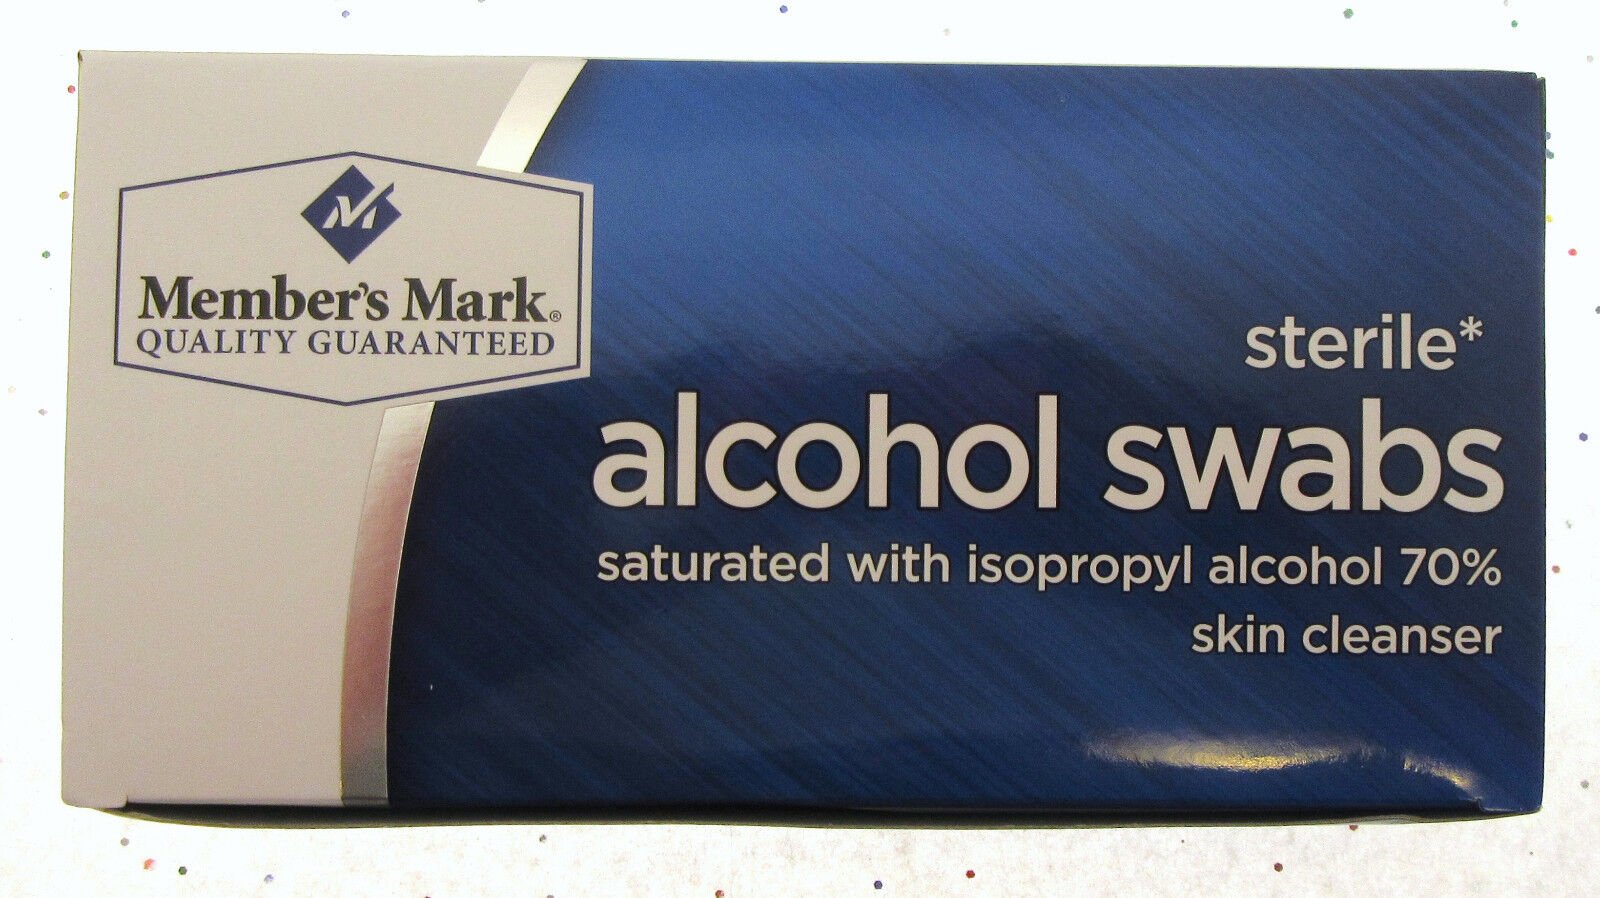 Member's Mark®
QUALITY GUARANTEED
sterile*
alcohol swabs
saturated with isopropyl alcohol 70%
skin cleanser